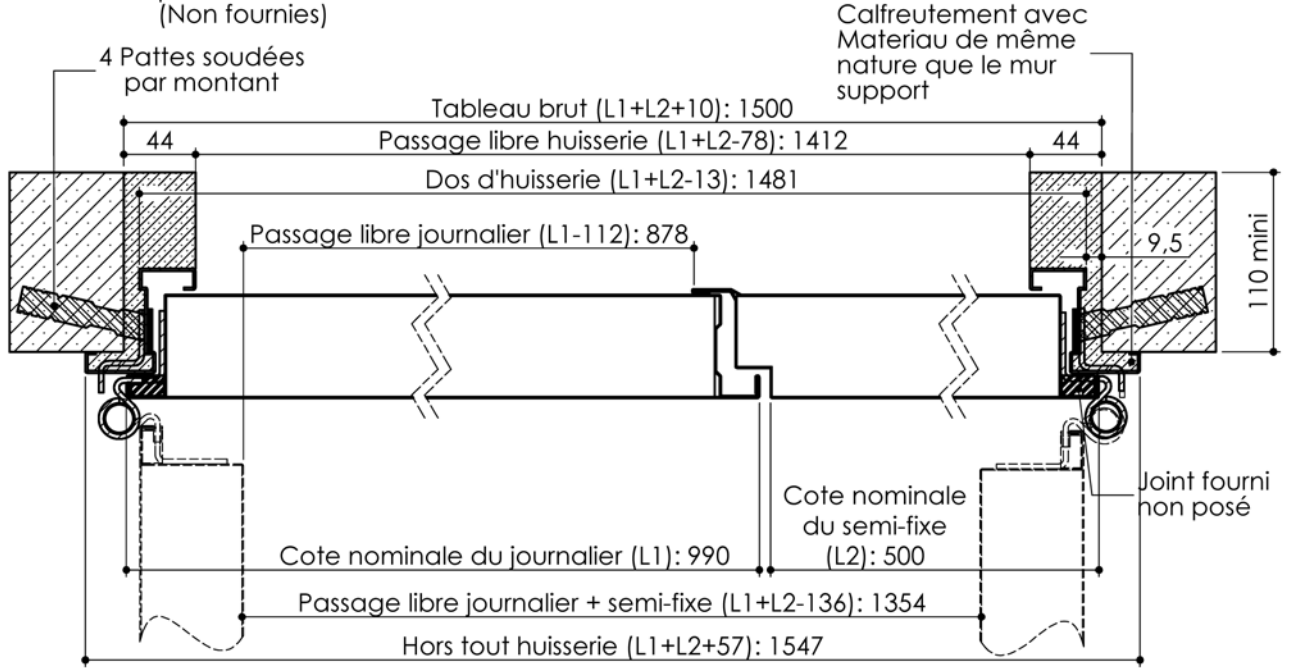 (Non fournies)
4 Pattes soudées
par montant
Calfreutement avec
Materiau de même
nature que le mur
support
Tableau brut (L1+L2+10): 1500
44
Passage libre huisserie (L1+L2-78): 1412
44
Dos d'huisserie (L1+L2-13): 1481
Passage libre journalier (L1-112): 878
9,5
110 mini
Joint fourni
non posé
Cote nominale
du semi-fixe
(L2): 500
Cote nominale du journalier (L1): 990
Passage libre journalier + semi-fixe (L1+L2-136): 1354
Hors tout huisserie (L1+L2+57): 1547